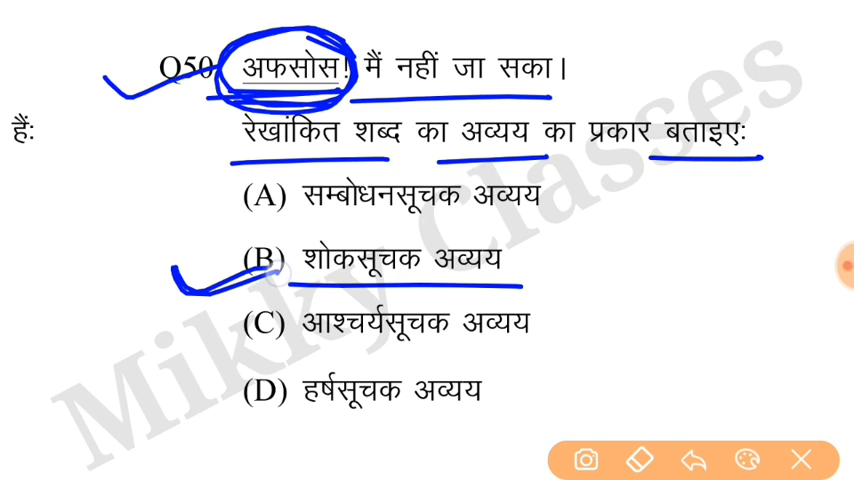 Q50 अफसोस! मैं नहीं जा सका।
हैं:
रेखांकित शब्द का अव्यय का प्रकार बताइए:
(A) सम्बोधनसूचक अव्यय
(B) शोकसूचक अव्यय
(C) आश्चर्यसूचक अव्यय
(D) हर्षसूचक अव्यय
Mikky Classes